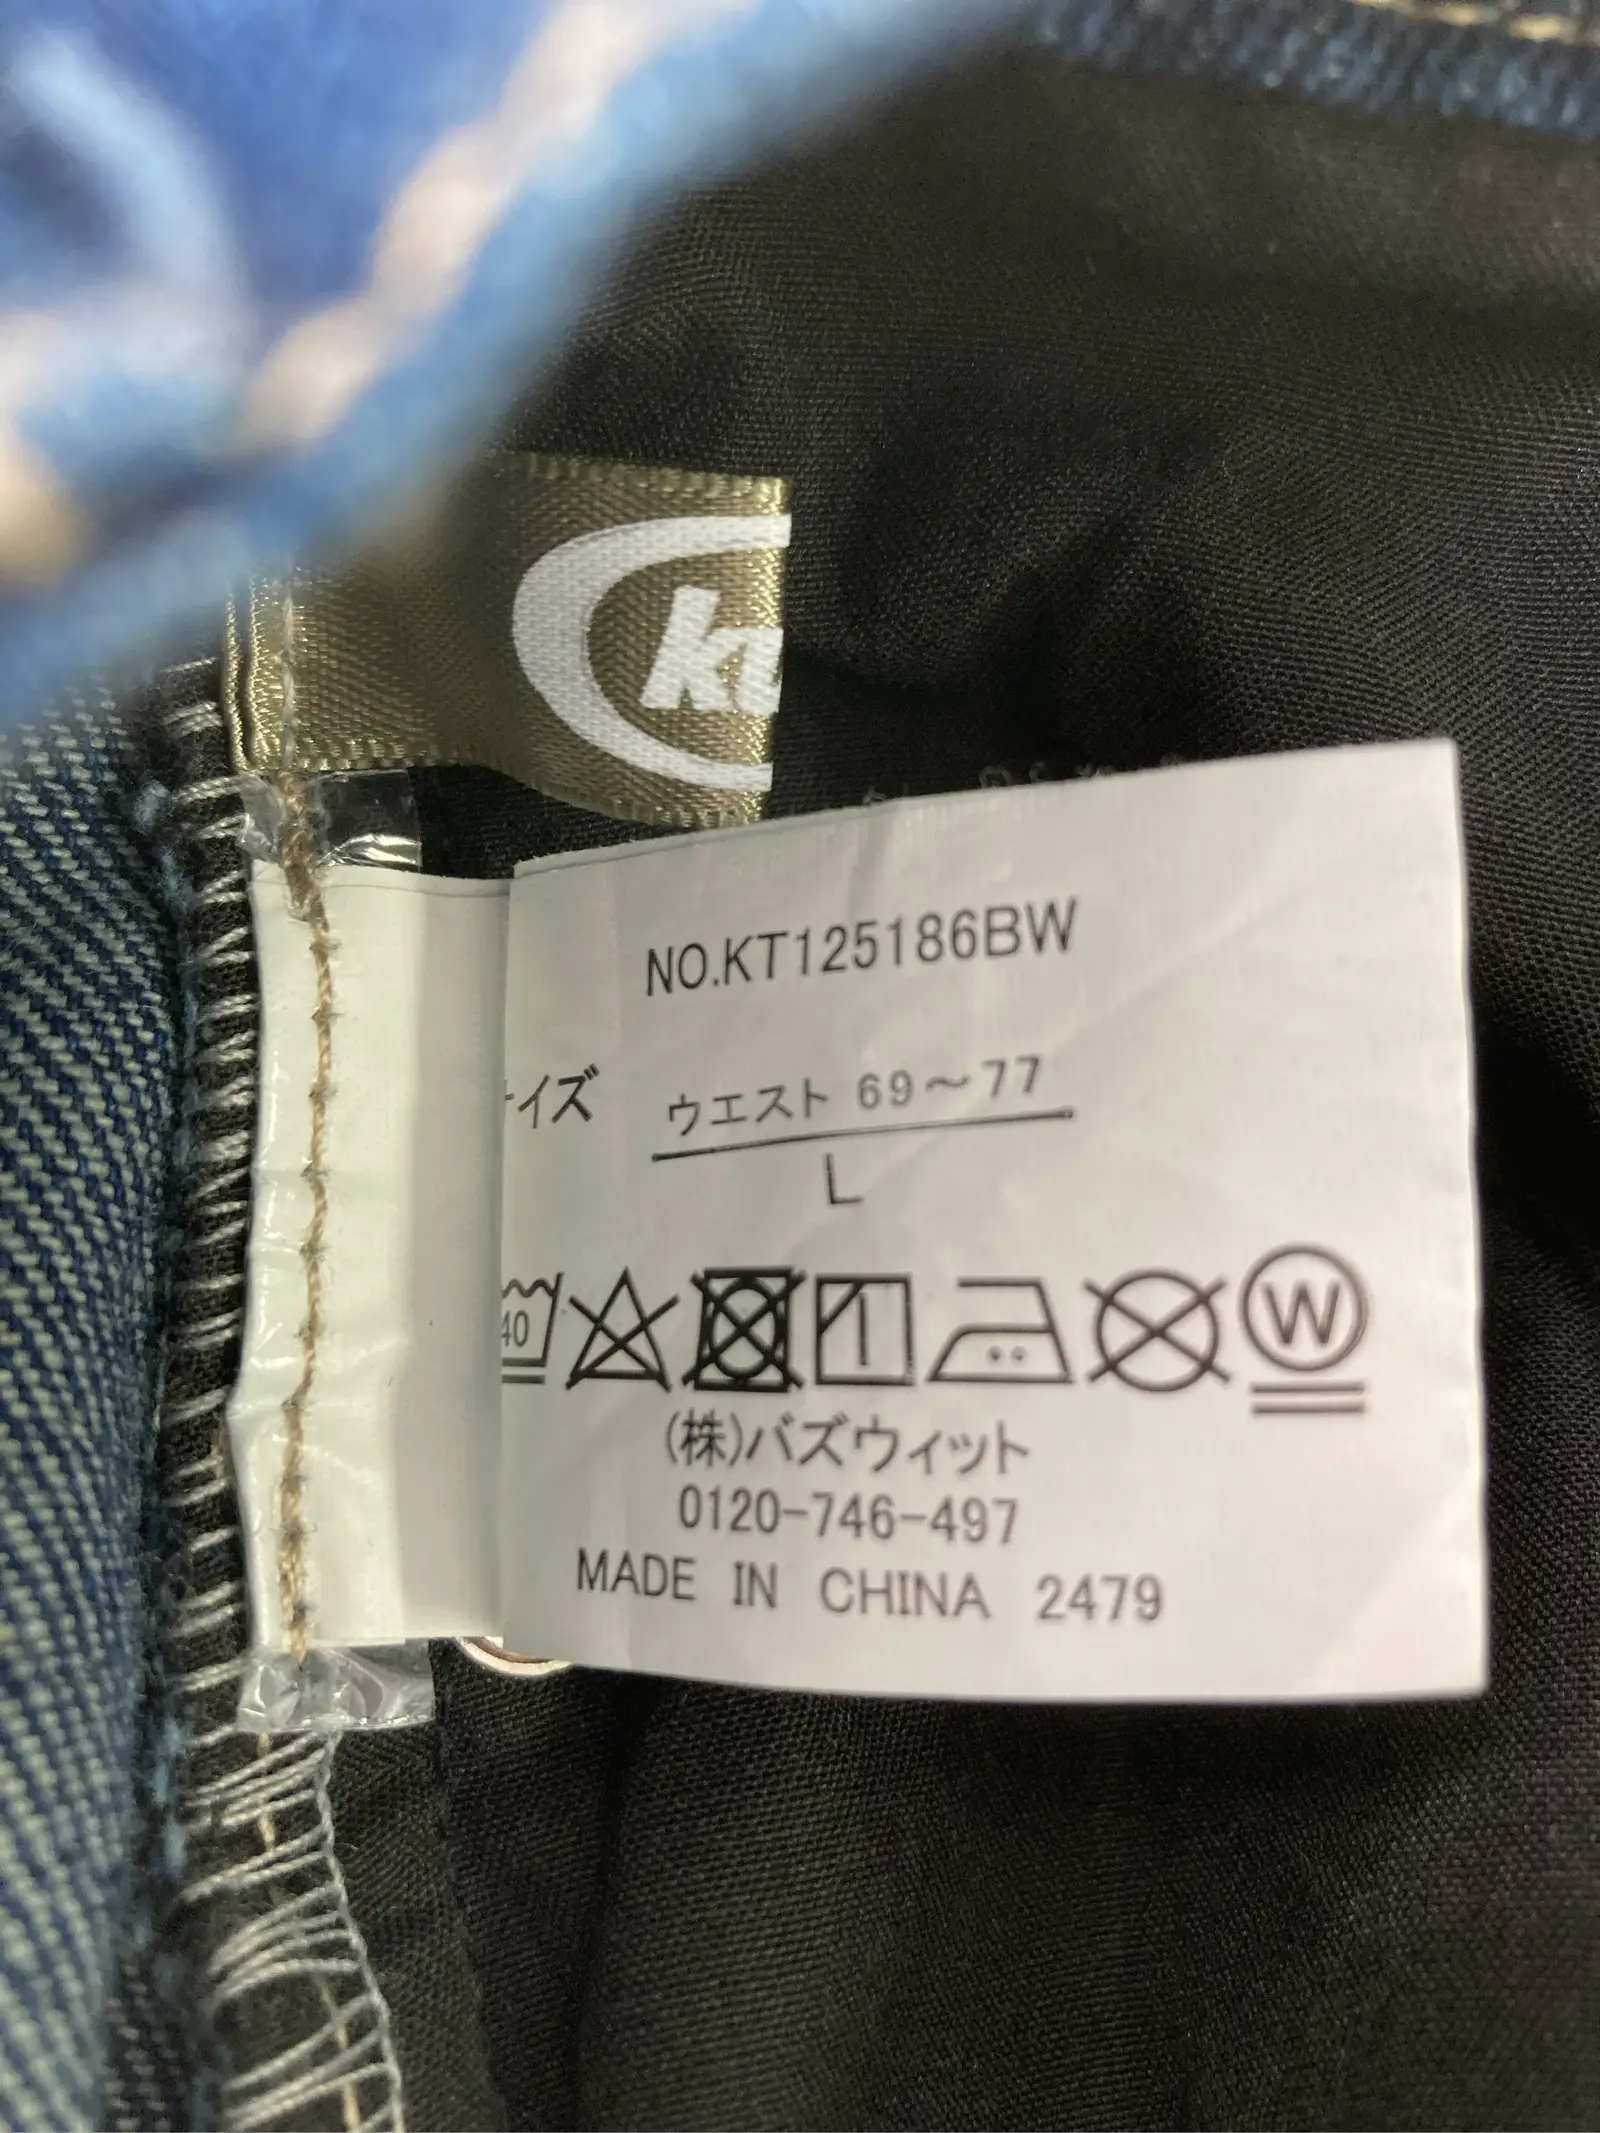 NO.KT125186BW
サイズ
ウエスト 69～77
L
40
W
(株)バズウィット
0120-746-497
MADE IN CHINA 2479